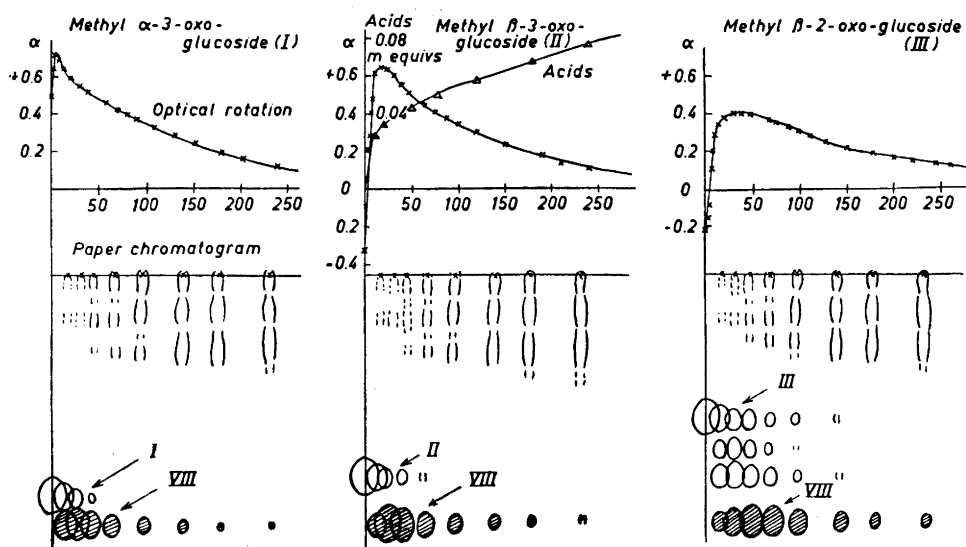 Methyl α-3-oxo-
glucoside (I)
α
+0.6
0.4
0.2
Optical rotation
50 100 150 200 250
Paper chromatogram
I
VIII
Acids
α 0.08
m equivs
Methyl β-3-oxo-
glucoside (II)
+0.6
Acids
0.4 0.04
0.2
0
50 100 150 200 250
-0.2
-0.4
II
VIII
Methyl β-2-oxo-glucoside
(III)
α
+0.6
0.4
0.2
0
50 100 150 200 250
-0.2
III
VIII